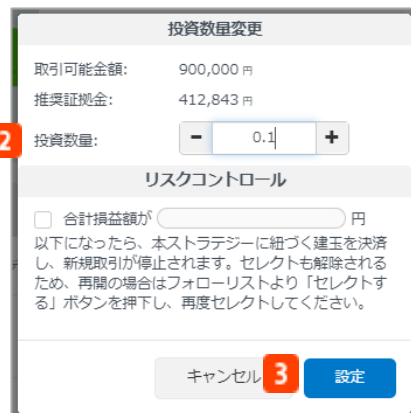 投資数量変更
取引可能金額: 900,000 円
推奨証拠金: 412,843 円
2 投資数量: - 0.1 +
リスクコントロール
合計損益額が 円
以下になったら、本ストラテジーに紐づく建玉を決済
し、新規取引が停止されます。セレクトも解除される
ため、再開の場合はフォローリストより「セレクトす
る」ボタンを押下し、再度セレクトしてください。
キャンセル 3 設定